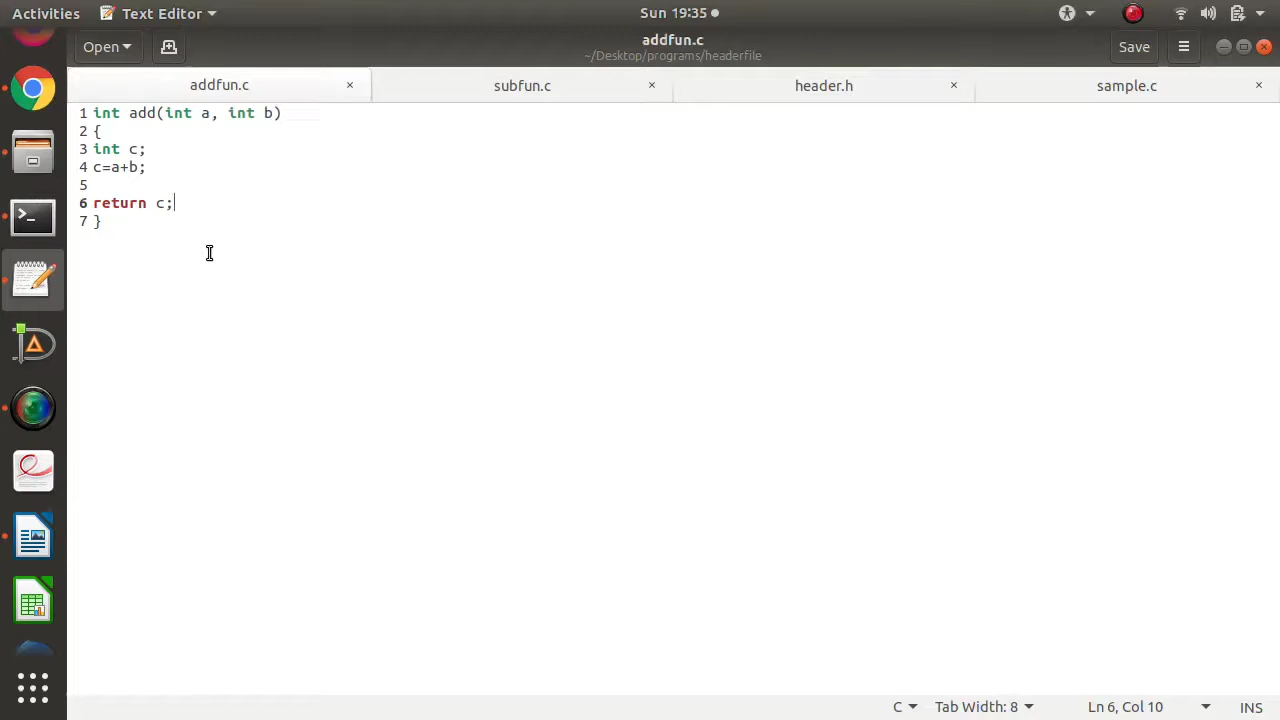 Activities Text Editor Sun 19:35
Open addfun.c Save
~/Desktop/programs/headerfile
addfun.c × subfun.c × header.h × sample.c ×
1 int add(int a, int b)
2 {
3 int c;
4 c=a+b;
5
6 return c;
7 }
C Tab Width: 8 Ln 6, Col 10 INS